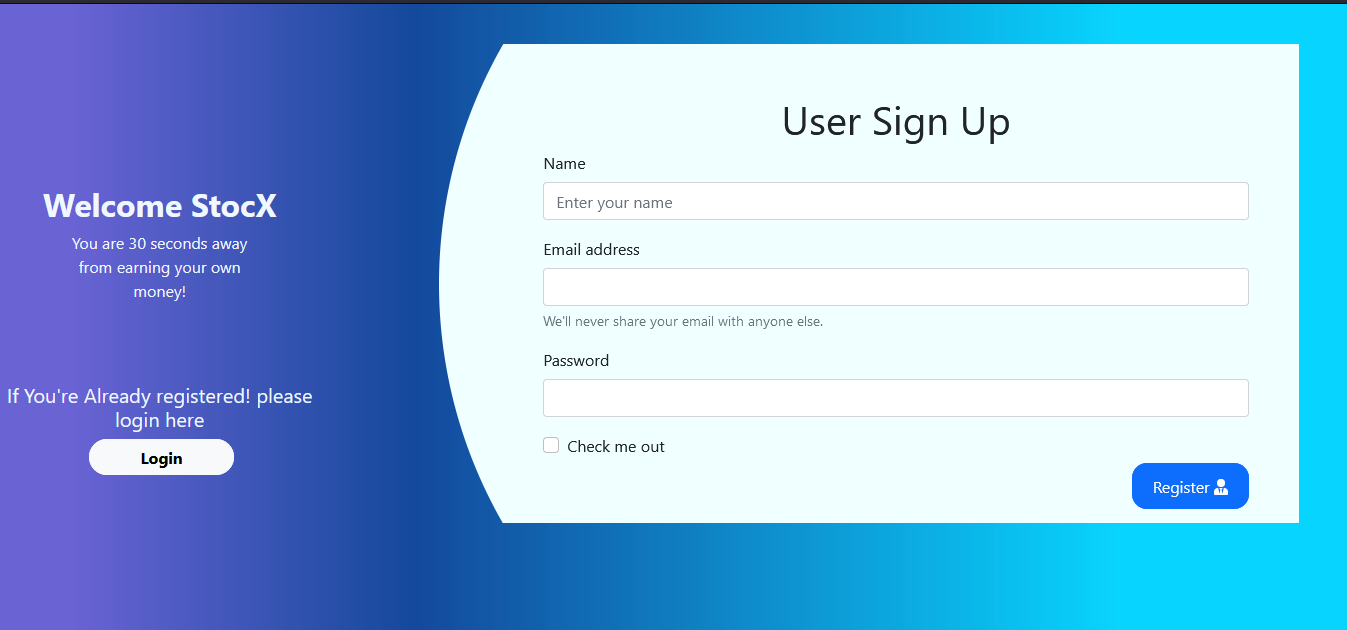 Welcome StocX
You are 30 seconds away
from earning your own
money!
If You're Already registered! please
login here
Login
User Sign Up
Name
Enter your name
Email address
We'll never share your email with anyone else.
Password
Check me out
Register